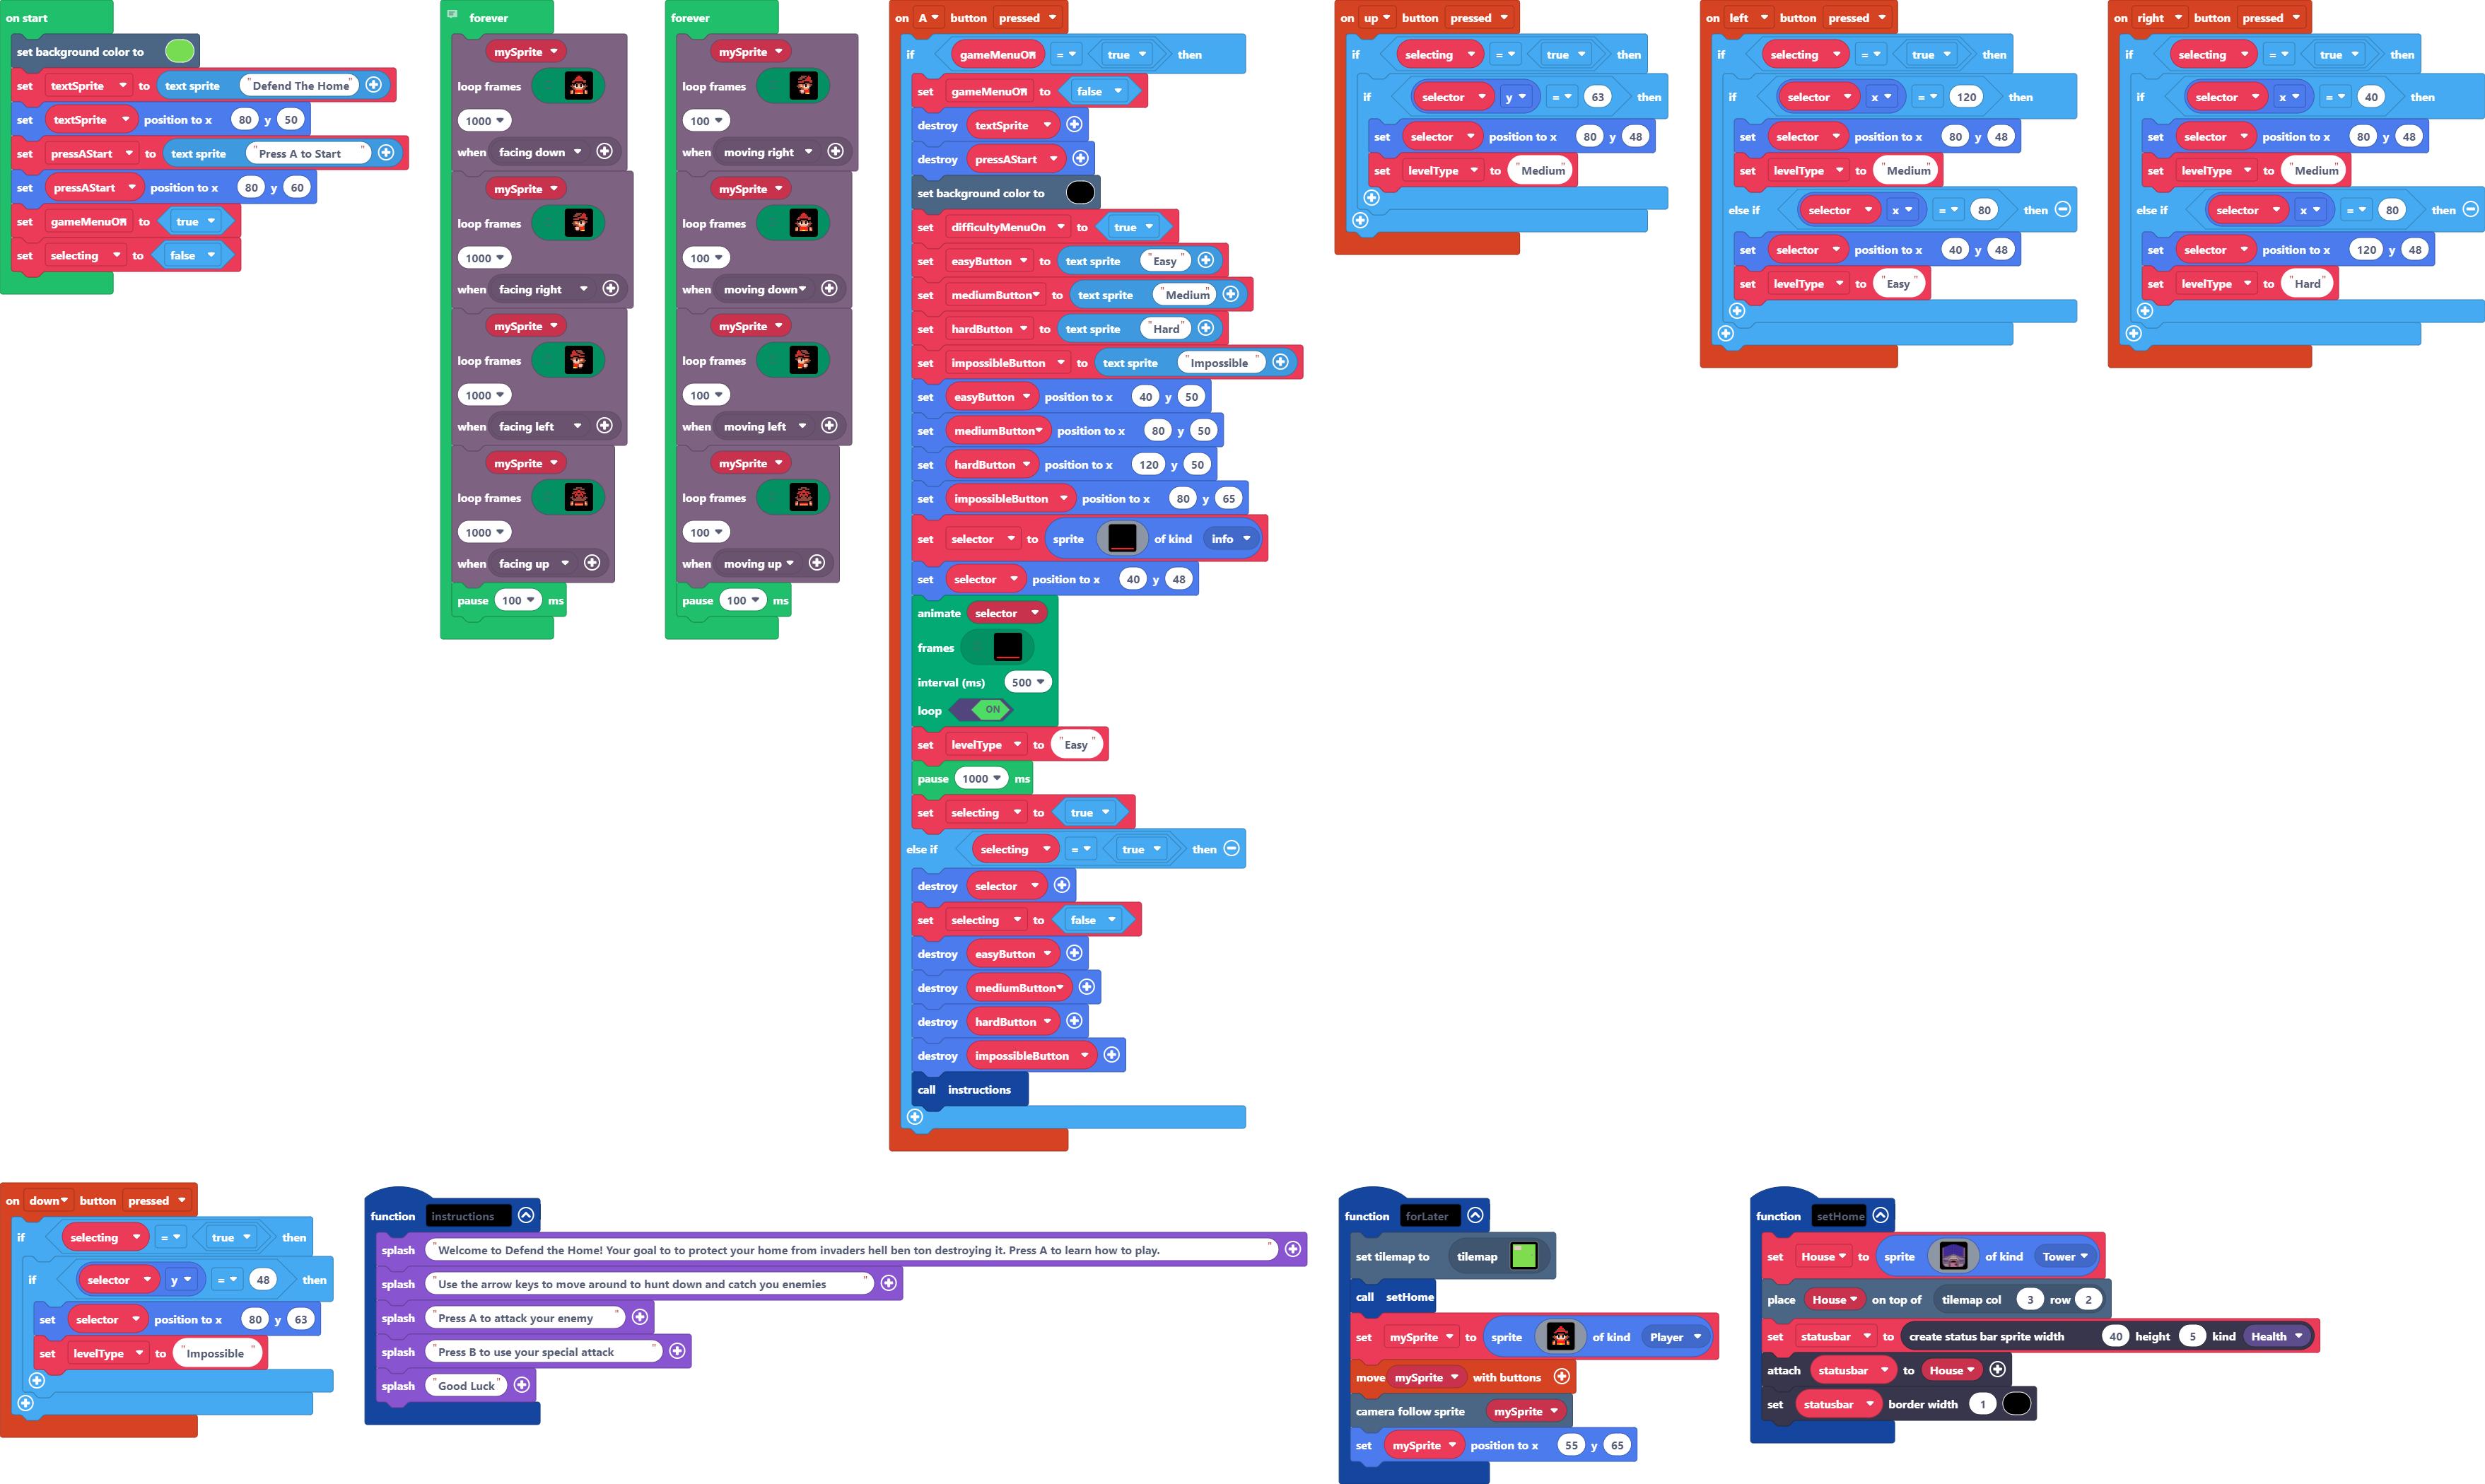 on start
set background color to
set textSprite to text sprite "Defend The Home"
set textSprite position to x 80 y 50
set pressAStart to text sprite "Press A to Start"
set pressAStart position to x 80 y 60
set gameMenuOn to true
set selecting to false
forever
mySprite
loop frames
1000
when facing down
mySprite
loop frames
1000
when facing right
mySprite
loop frames
1000
when facing left
mySprite
loop frames
1000
when facing up
pause 100 ms
forever
mySprite
loop frames
100
when moving right
mySprite
loop frames
100
when moving down
mySprite
loop frames
100
when moving left
mySprite
loop frames
100
when moving up
pause 100 ms
on A button pressed
if gameMenuOn = true then
set gameMenuOn to false
destroy textSprite
destroy pressAStart
set background color to
set difficultyMenuOn to true
set easyButton to text sprite "Easy"
set mediumButton to text sprite "Medium"
set hardButton to text sprite "Hard"
set impossibleButton to text sprite "Impossible"
set easyButton position to x 40 y 50
set mediumButton position to x 80 y 50
set hardButton position to x 120 y 50
set impossibleButton position to x 80 y 65
set selector to sprite of kind info
set selector position to x 40 y 48
animate selector
frames
interval (ms) 500
loop ON
set levelType to "Easy"
pause 1000 ms
set selecting to true
else if selecting = true then
destroy selector
set selecting to false
destroy easyButton
destroy mediumButton
destroy hardButton
destroy impossibleButton
call instructions
on up button pressed
if selecting = true then
if selector y = 63 then
set selector position to x 80 y 48
set levelType to "Medium"
on left button pressed
if selecting = true then
if selector x = 120 then
set selector position to x 80 y 48
set levelType to "Medium"
else if selector x = 80 then
set selector position to x 40 y 48
set levelType to "Easy"
on right button pressed
if selecting = true then
if selector x = 40 then
set selector position to x 80 y 48
set levelType to "Medium"
else if selector x = 80 then
set selector position to x 120 y 48
set levelType to "Hard"
on down button pressed
if selecting = true then
if selector y = 48 then
set selector position to x 80 y 63
set levelType to "Impossible"
function instructions
splash "Welcome to Defend the Home! Your goal to to protect your home from invaders hell ben ton destroying it. Press A to learn how to play."
splash "Use the arrow keys to move around to hunt down and catch you enemies"
splash "Press A to attack your enemy"
splash "Press B to use your special attack"
splash "Good Luck"
function forLater
set tilemap to tilemap
call setHome
set mySprite to sprite of kind Player
move mySprite with buttons
camera follow sprite mySprite
set mySprite position to x 55 y 65
function setHome
set House to sprite of kind Tower
place House on top of tilemap col 3 row 2
set statusbar to create status bar sprite width 40 height 5 kind Health
attach statusbar to House
set statusbar border width 1